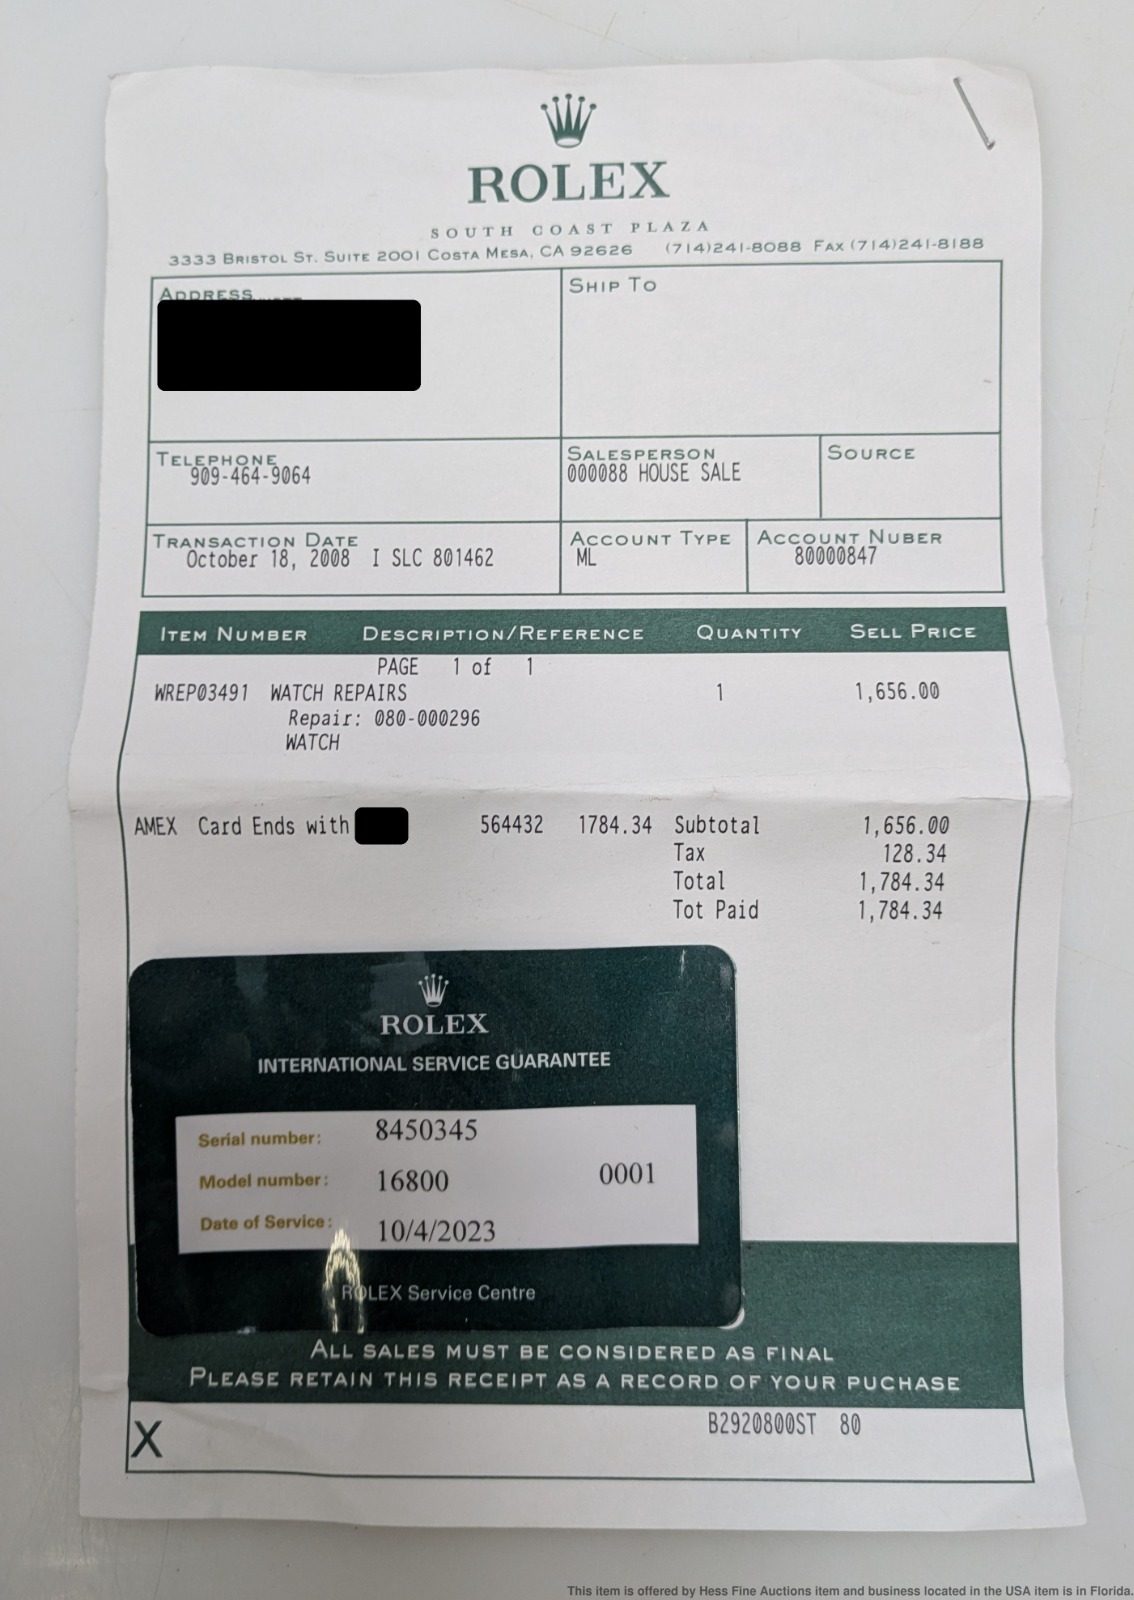 ROLEX
SOUTH COAST PLAZA
3333 BRISTOL ST. SUITE 2001 COSTA MESA, CA 92626 (714)241-8088 FAX (714)241-8188
ADDRESS
SHIP TO
TELEPHONE
909-464-9064
SALESPERSON
000088 HOUSE SALE
SOURCE
TRANSACTION DATE
October 18, 2008 I SLC 801462
ACCOUNT TYPE
ML
ACCOUNT NUBER
80000847
ITEM NUMBER DESCRIPTION/REFERENCE QUANTITY SELL PRICE
PAGE 1 of 1
WREP03491 WATCH REPAIRS 1 1,656.00
Repair: 080-000296
WATCH
AMEX Card Ends with 564432 1784.34 Subtotal 1,656.00
Tax 128.34
Total 1,784.34
Tot Paid 1,784.34
ROLEX
INTERNATIONAL SERVICE GUARANTEE
Serial number: 8450345
Model number: 16800 0001
Date of Service: 10/4/2023
ROLEX Service Centre
ALL SALES MUST BE CONSIDERED AS FINAL
PLEASE RETAIN THIS RECEIPT AS A RECORD OF YOUR PUCHASE
B2920800ST 80
X
This item is offered by Hess Fine Auctions item and business located in the USA item is in Florida.